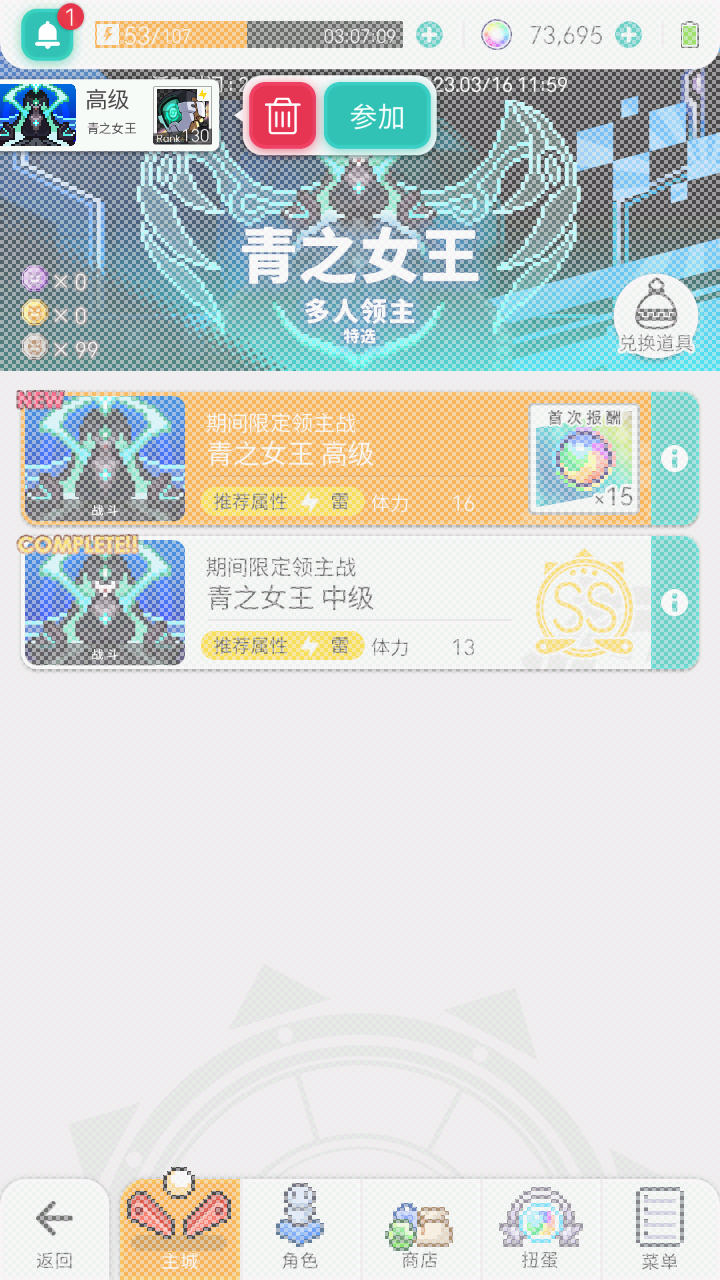 1
53/107
03:07:09
73,695
23.03/16 11:59
高级
青之女王
Rank 130
参加
青之女王
多人领主
特选
×0
×0
×99
兑换道具
NEW
期间限定领主战
青之女王 高级
推荐属性 雷 体力 16
战斗
首次报酬
×15
COMPLETE!!
期间限定领主战
青之女王 中级
推荐属性 雷 体力 13
战斗
SS
返回
主城
角色
商店
扭蛋
菜单